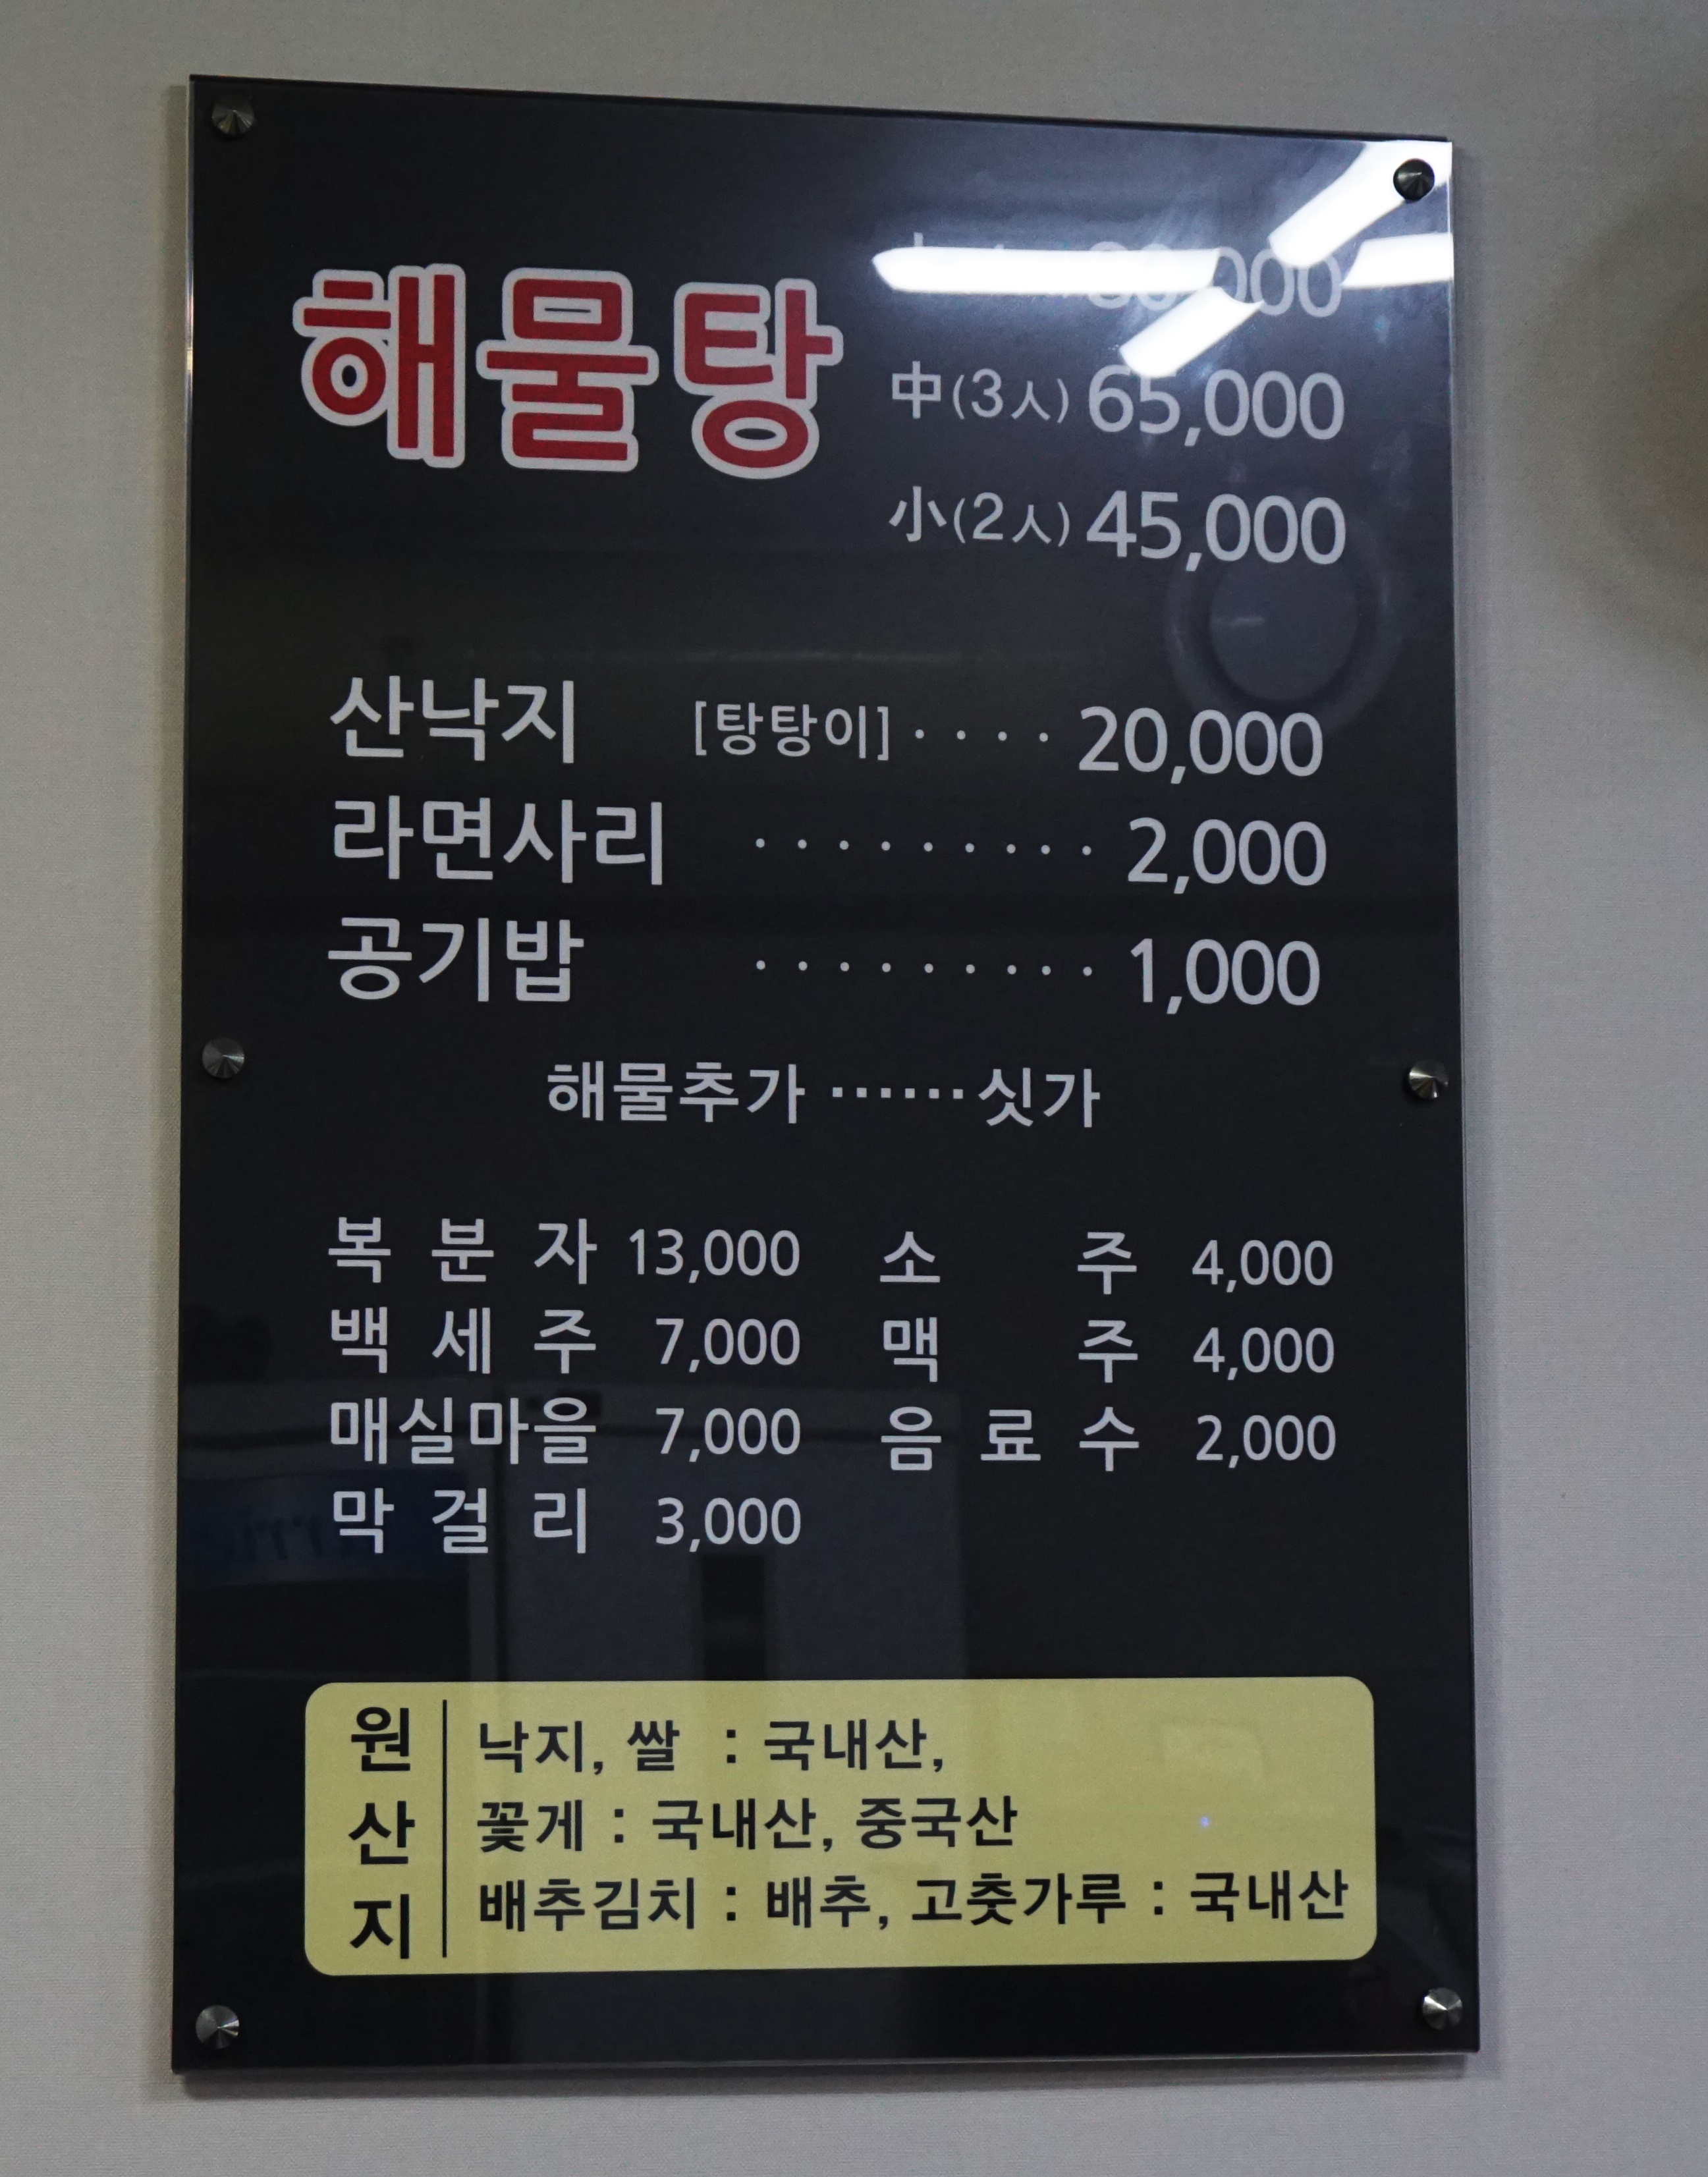 해물탕
中(3人) 65,000
小(2人) 45,000
산낙지 [탕탕이] ···· 20,000
라면사리 ········· 2,000
공기밥 ········· 1,000
해물추가 ······ 싯가
복 분 자 13,000 소 주 4,000
백 세 주 7,000 맥 주 4,000
매실마을 7,000 음 료 수 2,000
막 걸 리 3,000
원산지
낙지, 쌀 : 국내산,
꽃게 : 국내산, 중국산
배추김치 : 배추, 고춧가루 : 국내산